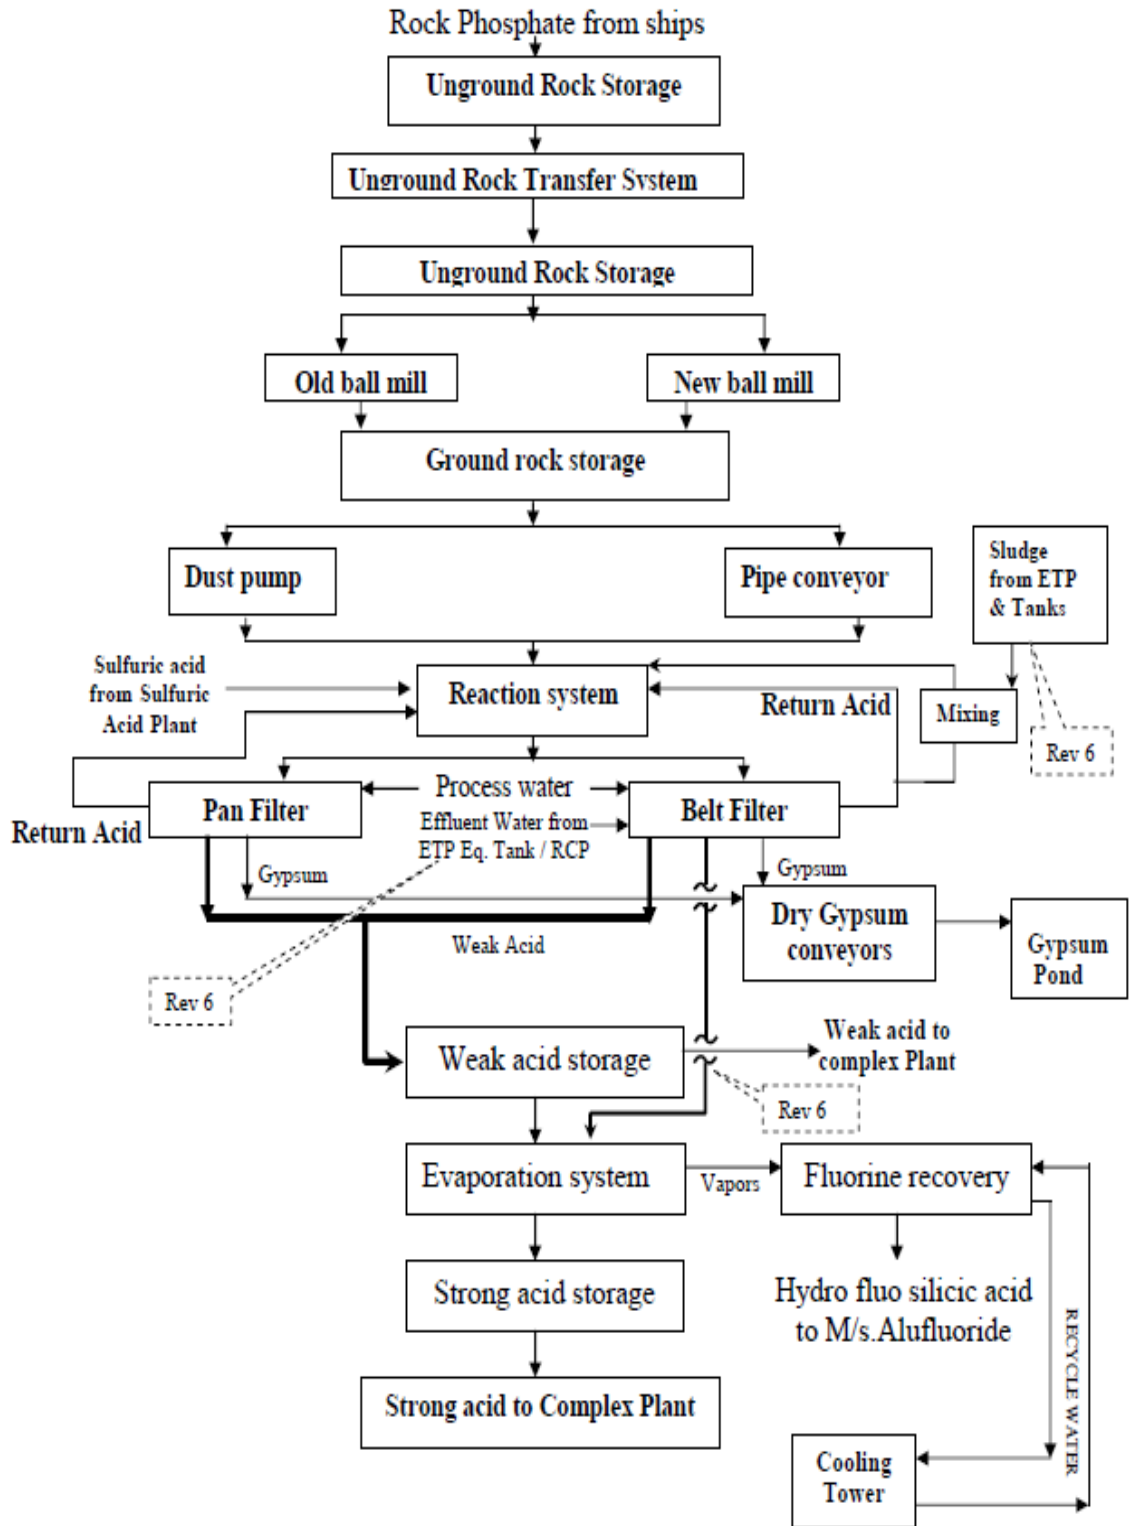 Rock Phosphate from ships
Unground Rock Storage
Unground Rock Transfer System
Unground Rock Storage
Old ball mill
New ball mill
Ground rock storage
Dust pump
Pipe conveyor
Sludge
from ETP
& Tanks
Sulfuric acid
from Sulfuric
Acid Plant
Reaction system
Return Acid
Mixing
Rev 6
Pan Filter
Process water
Belt Filter
Return Acid
Effluent Water from
ETP Eq. Tank / RCP
Gypsum
Gypsum
Dry Gypsum
conveyors
Gypsum
Pond
Weak Acid
Rev 6
Weak acid storage
Weak acid to
complex Plant
Rev 6
Evaporation system
Vapors
Fluorine recovery
Strong acid storage
Hydro fluo silicic acid
to M/s.Alufluoride
RECYCLE WATER
Strong acid to Complex Plant
Cooling
Tower